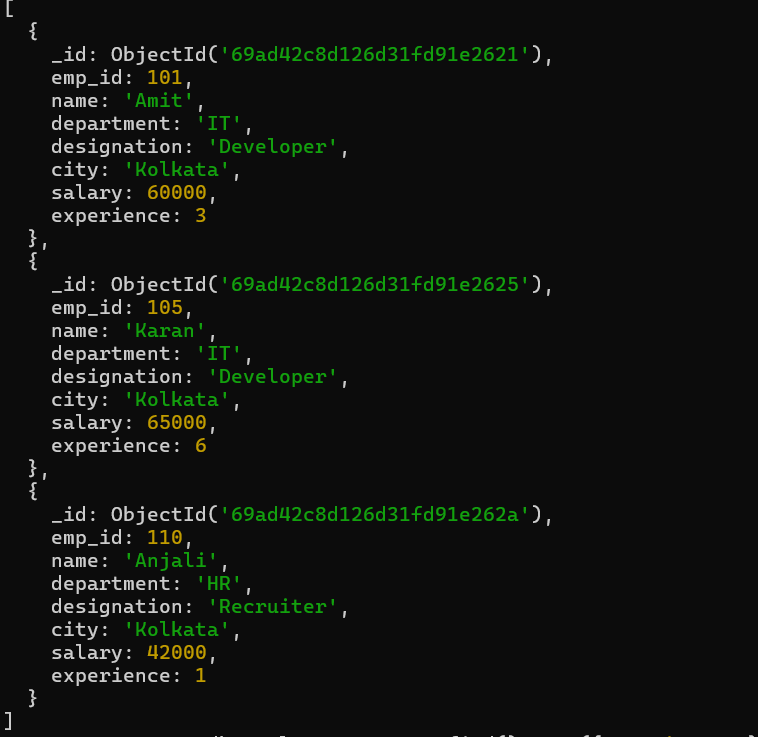 [
  {
    _id: ObjectId('69ad42c8d126d31fd91e2621'),
    emp_id: 101,
    name: 'Amit',
    department: 'IT',
    designation: 'Developer',
    city: 'Kolkata',
    salary: 60000,
    experience: 3
  },
  {
    _id: ObjectId('69ad42c8d126d31fd91e2625'),
    emp_id: 105,
    name: 'Karan',
    department: 'IT',
    designation: 'Developer',
    city: 'Kolkata',
    salary: 65000,
    experience: 6
  },
  {
    _id: ObjectId('69ad42c8d126d31fd91e262a'),
    emp_id: 110,
    name: 'Anjali',
    department: 'HR',
    designation: 'Recruiter',
    city: 'Kolkata',
    salary: 42000,
    experience: 1
  }
]